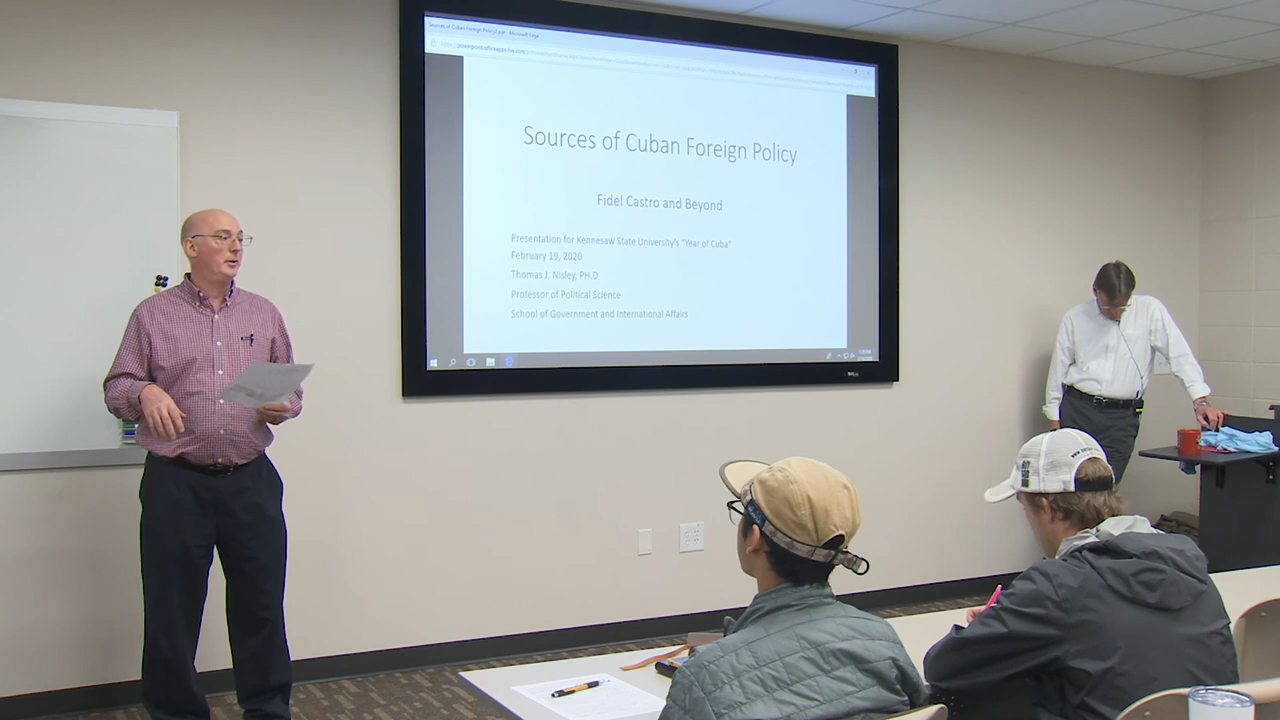 Sources of Cuban Foreign Policy
Fidel Castro and Beyond
Presentation for Kennesaw State University's "Year of Cuba"
February 19, 2020
Thomas J. Nisley, PH.D
Professor of Political Science
School of Government and International Affairs